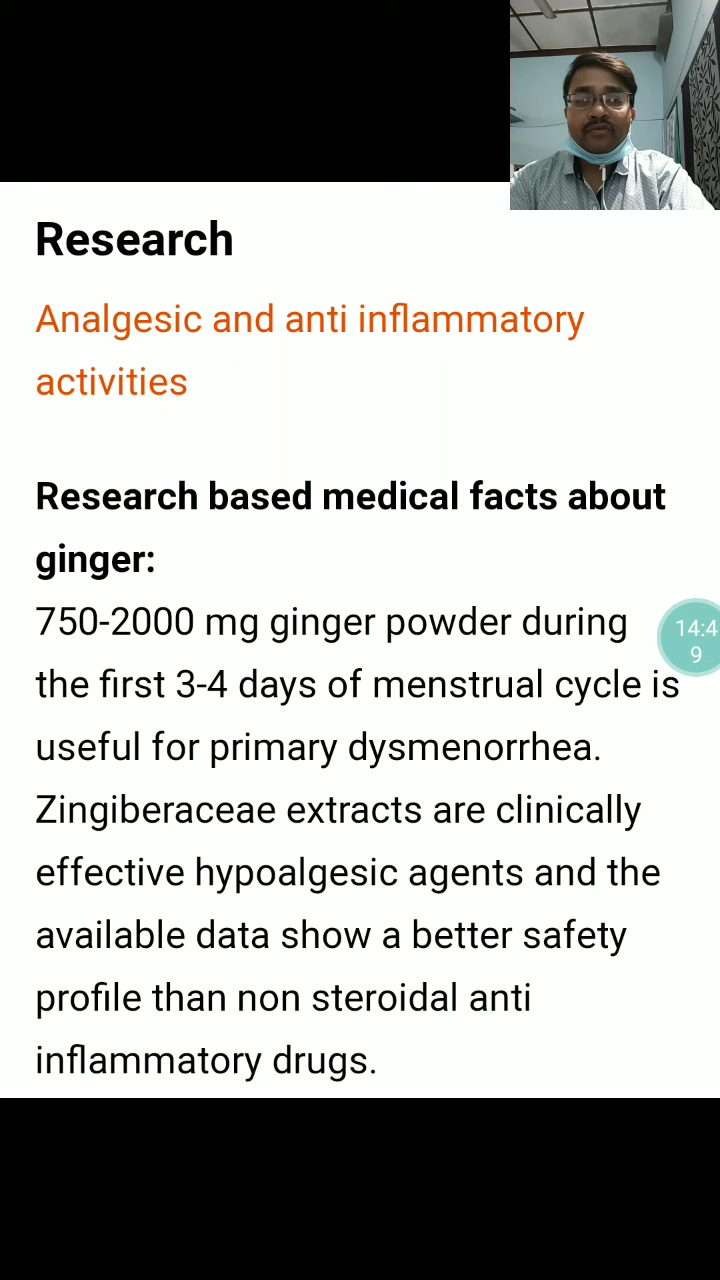 Research
Analgesic and anti inflammatory
activities
Research based medical facts about
ginger:
750-2000 mg ginger powder during
the first 3-4 days of menstrual cycle is
useful for primary dysmenorrhea.
Zingiberaceae extracts are clinically
effective hypoalgesic agents and the
available data show a better safety
profile than non steroidal anti
inflammatory drugs.
14:4
9